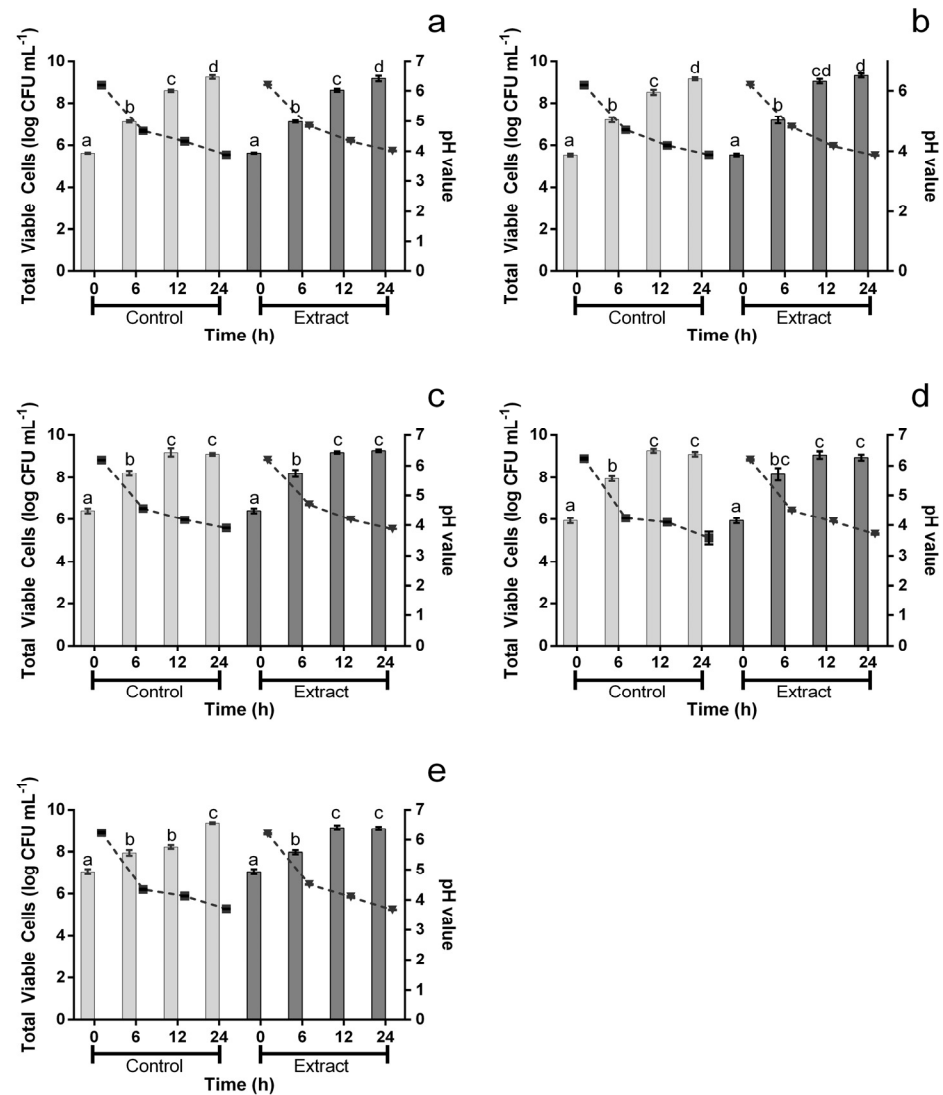 a
Total Viable Cells (log CFU mL-1)
10
8
6
4
2
0
a
b
c
d
a
b
c
d
7
6
5
4
3
2
1
0
pH value
0 6 12 24 0 6 12 24
Control Extract
Time (h)
b
Total Viable Cells (log CFU mL-1)
10
8
6
4
2
0
a
b
c
d
a
b
cd
d
6
4
2
0
pH value
0 6 12 24 0 6 12 24
Control Extract
Time (h)
c
Total Viable Cells (log CFU mL-1)
10
8
6
4
2
0
a
b
c
c
a
b
c
c
7
6
5
4
3
2
1
0
pH value
0 6 12 24 0 6 12 24
Control Extract
Time (h)
d
Total Viable Cells (log CFU mL-1)
10
8
6
4
2
0
a
b
c
c
a
bc
c
c
7
6
5
4
3
2
1
0
pH value
0 6 12 24 0 6 12 24
Control Extract
Time (h)
e
Total Viable Cells (log CFU mL-1)
10
8
6
4
2
0
a
b
b
c
a
b
c
c
7
6
5
4
3
2
1
0
pH value
0 6 12 24 0 6 12 24
Control Extract
Time (h)